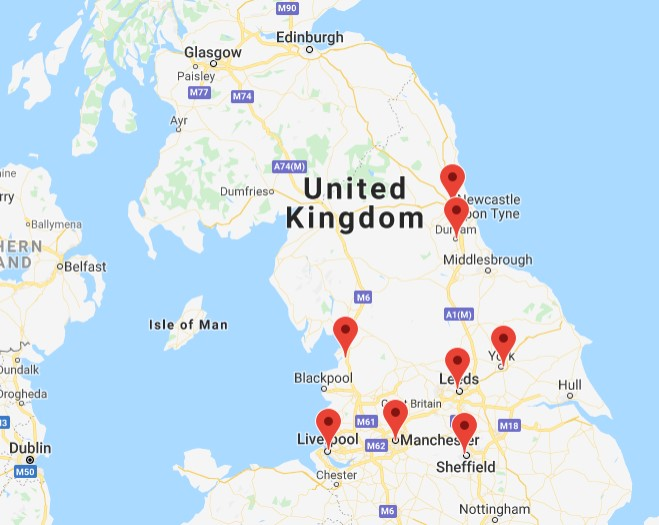 M90
Edinburgh
Glasgow
Paisley
M77
M74
Ayr
A74(M)
Dumfries
United
Kingdom
Newcastle
upon Tyne
Durham
Ballymena
Belfast
Middlesbrough
M6
A1(M)
Isle of Man
York
Dundalk
Blackpool
Leeds
Hull
Drogheda
Great Britain
M61
M18
Liverpool
M62
Manchester
Dublin
M50
Sheffield
Chester
M6
Nottingham